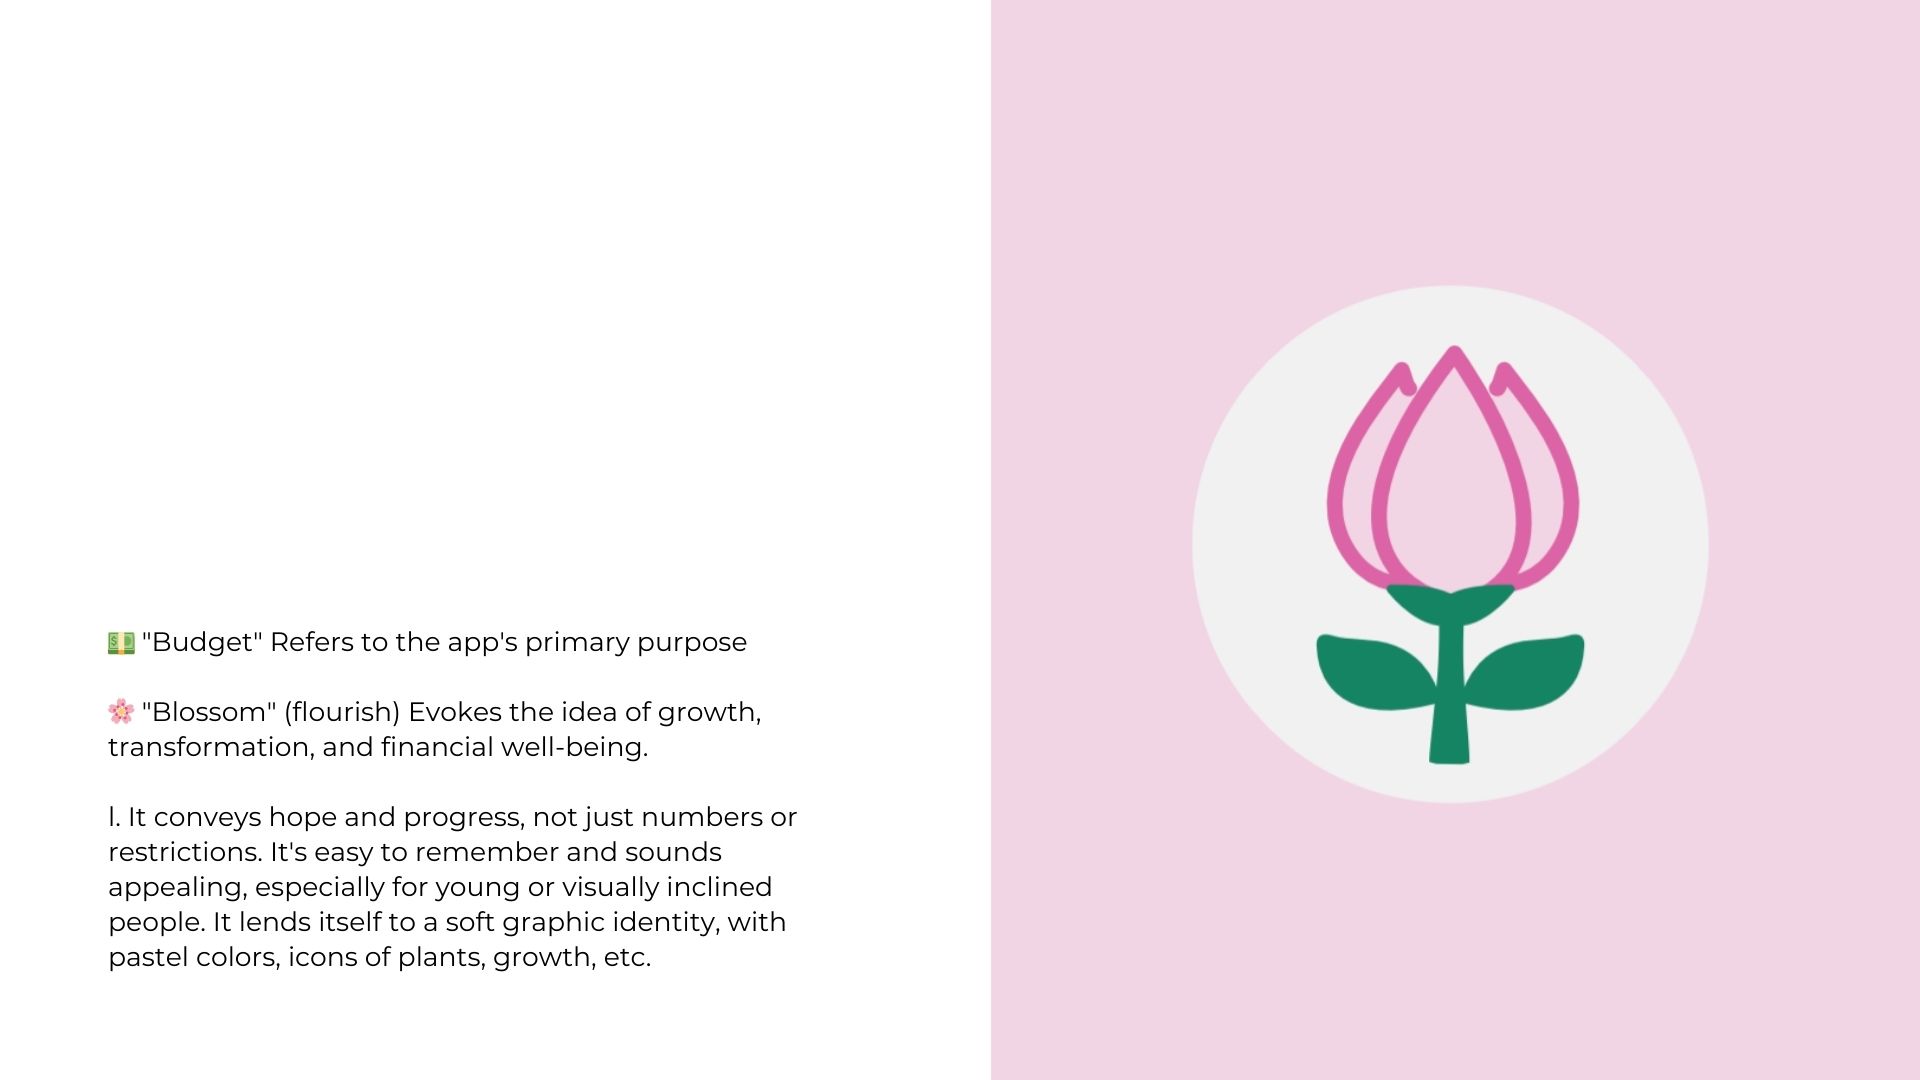 💵 "Budget" Refers to the app's primary purpose
🌸 "Blossom" (flourish) Evokes the idea of growth,
transformation, and financial well-being.
l. It conveys hope and progress, not just numbers or
restrictions. It's easy to remember and sounds
appealing, especially for young or visually inclined
people. It lends itself to a soft graphic identity, with
pastel colors, icons of plants, growth, etc.